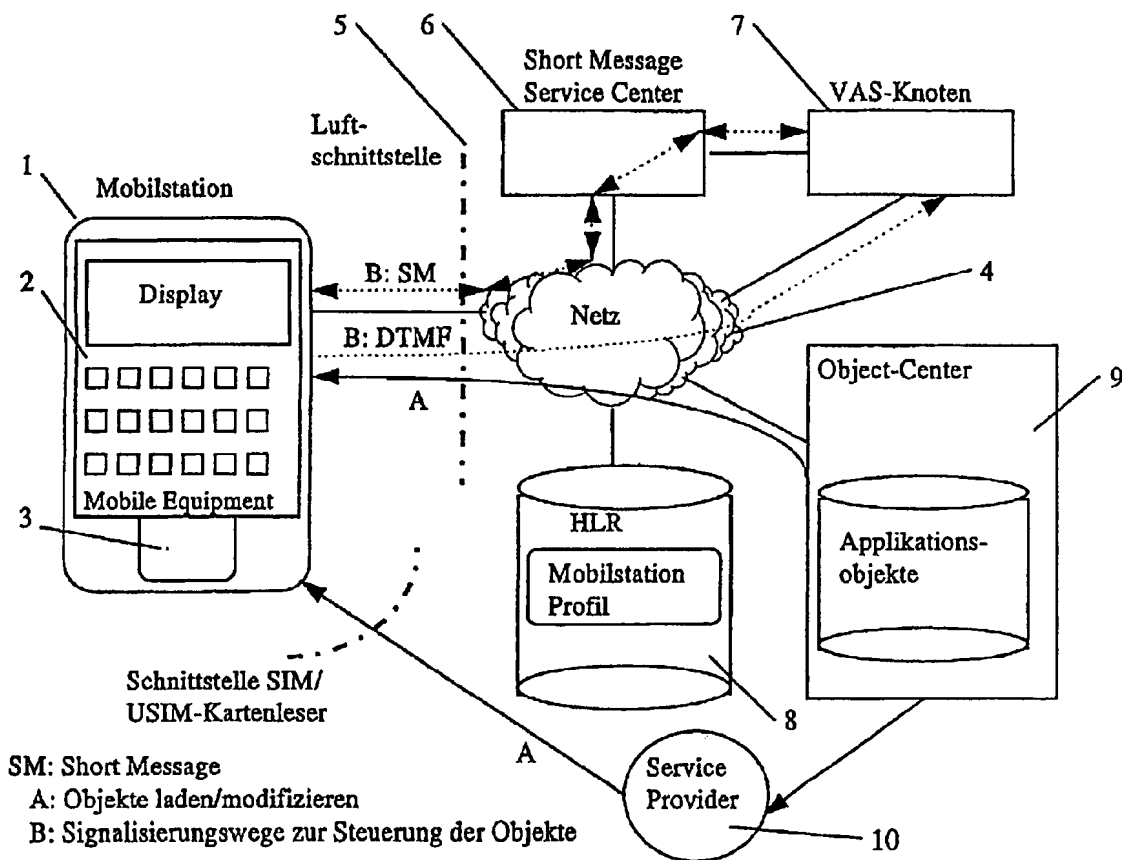 5
6
7
Short Message
Service Center
VAS-Knoten
Luft-
schnittstelle
1
Mobilstation
2
Display
B: SM
Netz
4
B: DTMF
A
Object-Center
9
Mobile Equipment
3
HLR
Mobilstation
Profil
Applikations-
objekte
Schnittstelle SIM/
USIM-Kartenleser
8
A
Service
Provider
10
SM: Short Message
A: Objekte laden/modifizieren
B: Signalisierungswege zur Steuerung der Objekte